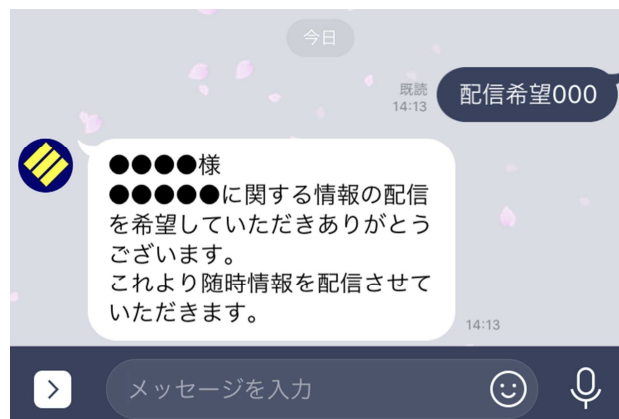 今日
既読
14:13
配信希望000
●●●●様
●●●●●に関する情報の配信
を希望していただきありがとう
ございます。
これより随時情報を配信させて
いただきます。
14:13
メッセージを入力